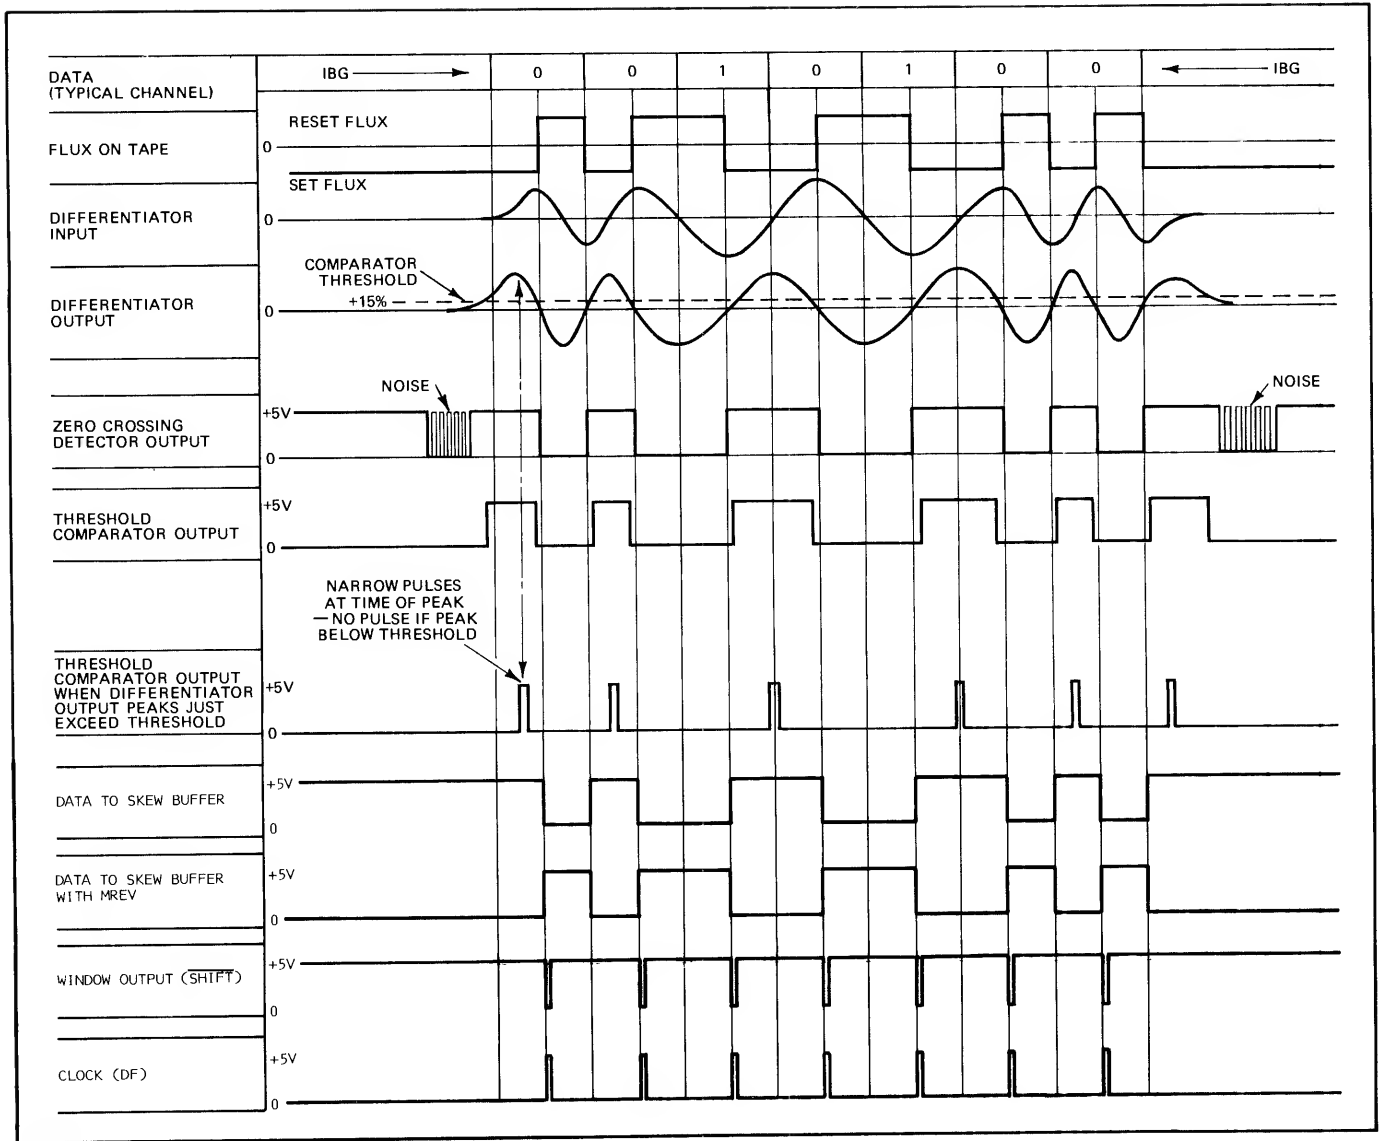 DATA
(TYPICAL CHANNEL)
IBG
0
0
1
0
1
0
0
IBG
FLUX ON TAPE
RESET FLUX
0
SET FLUX
DIFFERENTIATOR
INPUT
0
COMPARATOR
THRESHOLD
+15%
DIFFERENTIATOR
OUTPUT
0
NOISE
NOISE
ZERO CROSSING
DETECTOR OUTPUT
+5V
0
THRESHOLD
COMPARATOR OUTPUT
+5V
0
NARROW PULSES
AT TIME OF PEAK
—NO PULSE IF PEAK
BELOW THRESHOLD
THRESHOLD
COMPARATOR OUTPUT
WHEN DIFFERENTIATOR
OUTPUT PEAKS JUST
EXCEED THRESHOLD
+5V
0
DATA TO SKEW BUFFER
+5V
0
DATA TO SKEW BUFFER
WITH MREV
+5V
0
WINDOW OUTPUT (SHIFT)
+5V
0
CLOCK (DF)
+5V
0